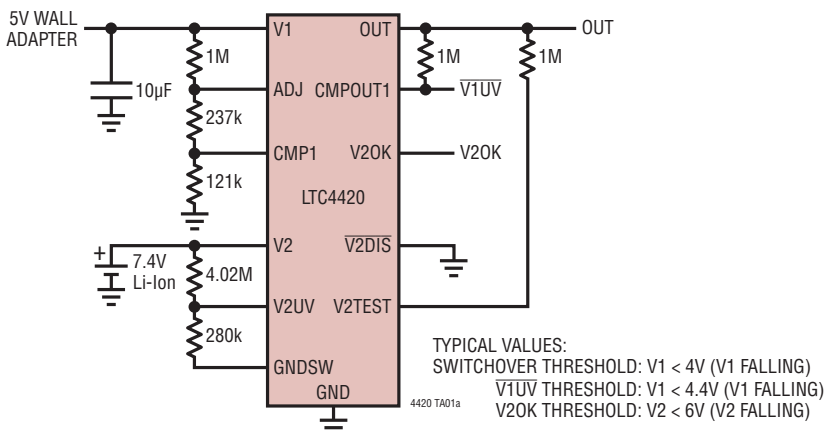 5V WALL
ADAPTER
V1
OUT
OUT
1M
1M
1M
10µF
ADJ
CMPOUT1
V1UV
237k
CMP1
V2OK
V2OK
121k
LTC4420
V2
V2DIS
+
7.4V
Li-Ion
4.02M
V2UV
V2TEST
280k
GNDSW
GND
4420 TA01a
TYPICAL VALUES:
SWITCHOVER THRESHOLD: V1 < 4V (V1 FALLING)
V1UV THRESHOLD: V1 < 4.4V (V1 FALLING)
V2OK THRESHOLD: V2 < 6V (V2 FALLING)